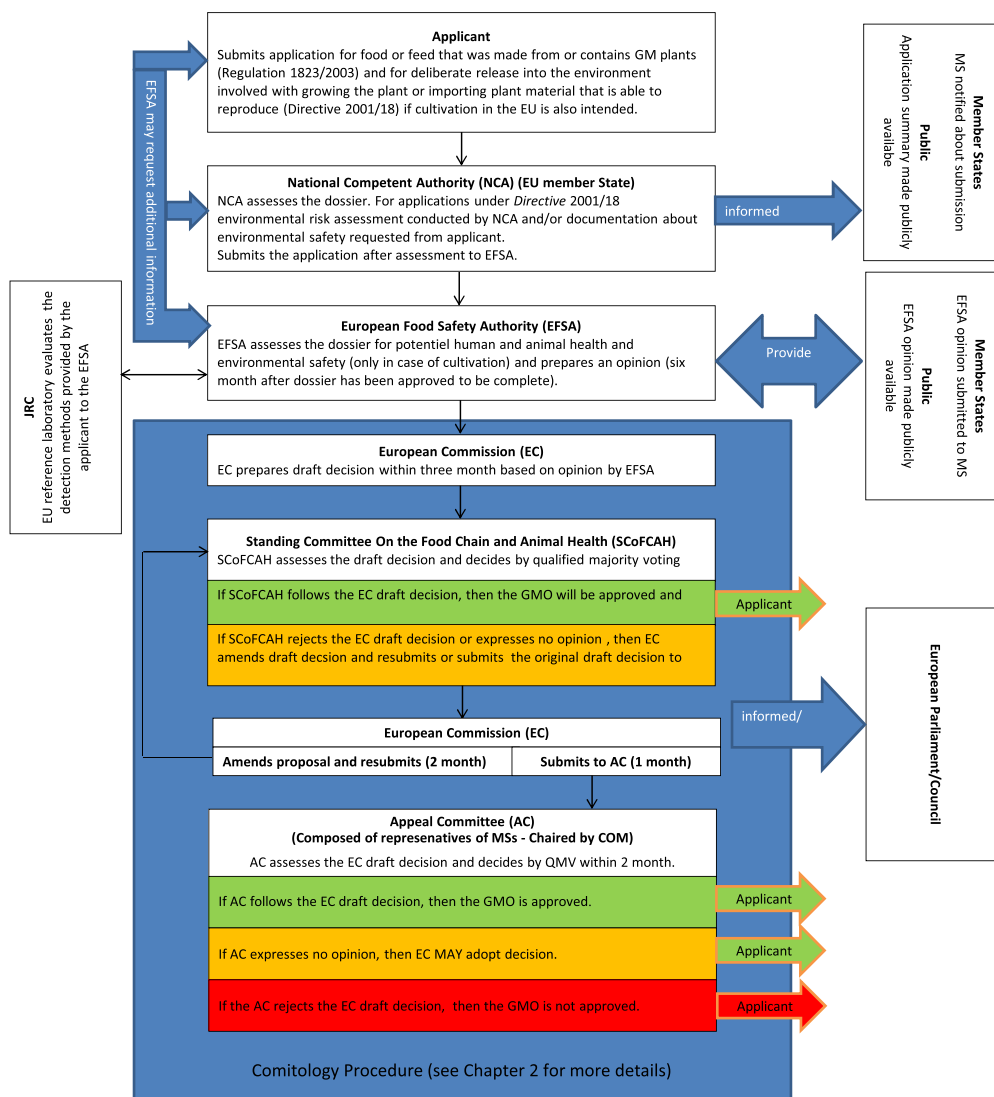 Applicant
Submits application for food or feed that was made from or contains GM plants
(Regulation 1823/2003) and for deliberate release into the environment
involved with growing the plant or importing plant material that is able to
reproduce (Directive 2001/18) if cultivation in the EU is also intended.
EFSA may request additional information
Member States
MS notified about submission
Public
Application summary made publicly
availabe
National Competent Authority (NCA) (EU member State)
NCA assesses the dossier. For applications under Directive 2001/18
environmental risk assessment conducted by NCA and/or documentation about
environmental safety requested from applicant.
Submits the application after assessment to EFSA.
informed
JRC
EU reference laboratory evaluates the
detection methods provided by the
applicant to the EFSA
European Food Safety Authority (EFSA)
EFSA assesses the dossier for potentiel human and animal health and
environmental safety (only in case of cultivation) and prepares an opinion (six
month after dossier has been approved to be complete).
Provide
Member States
EFSA opinion submitted to MS
Public
EFSA opinion made publicly
available
European Commission (EC)
EC prepares draft decision within three month based on opinion by EFSA
Standing Committee On the Food Chain and Animal Health (SCoFCAH)
SCoFCAH assesses the draft decision and decides by qualified majority voting
If SCoFCAH follows the EC draft decision, then the GMO will be approved and
Applicant
If SCoFCAH rejects the EC draft decision or expresses no opinion , then EC
amends draft decsion and resubmits or submits the original draft decision to
informed/
European Parliament/Council
European Commission (EC)
Amends proposal and resubmits (2 month)
Submits to AC (1 month)
Appeal Committee (AC)
(Composed of represenatives of MSs - Chaired by COM)
AC assesses the EC draft decision and decides by QMV within 2 month.
If AC follows the EC draft decision, then the GMO is approved.
Applicant
If AC expresses no opinion, then EC MAY adopt decision.
Applicant
If the AC rejects the EC draft decision, then the GMO is not approved.
Applicant
Comitology Procedure (see Chapter 2 for more details)